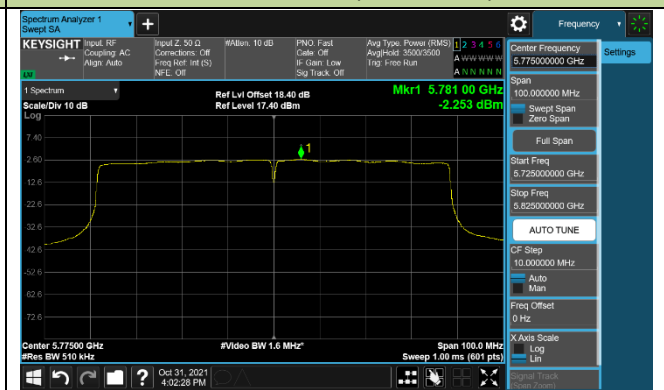 Spectrum Analyzer 1
Swept SA
Frequency
KEYSIGHT
Input: RF
Coupling: AC
Align: Auto
Input Z: 50 Ω
Corrections: Off
Freq Ref: Int (S)
NFE: Off
#Atten: 10 dB
PNO: Fast
Gate: Off
IF Gain: Low
Sig Track: Off
Avg Type: Power (RMS)
Avg|Hold: 3500/3500
Trig: Free Run
1 2 3 4 5 6
A W W W W W
A N N N N N
1 Spectrum
Scale/Div 10 dB
Log
Ref Lvl Offset 18.40 dB
Ref Level 17.40 dBm
Mkr1 5.781 00 GHz
-2.253 dBm
1
7.40
-2.60
-12.6
-22.6
-32.6
-42.6
-52.6
-62.6
-72.6
Center 5.77500 GHz
#Res BW 510 kHz
#Video BW 1.6 MHz*
Span 100.0 MHz
Sweep 1.00 ms (601 pts)
Oct 31, 2021
4:02:28 PM
Center Frequency
5.775000000 GHz
Settings
Span
100.000000 MHz
Swept Span
Zero Span
Full Span
Start Freq
5.725000000 GHz
Stop Freq
5.825000000 GHz
AUTO TUNE
CF Step
10.000000 MHz
Auto
Man
Freq Offset
0 Hz
X Axis Scale
Log
Lin
Signal Track
(Span Zoom)